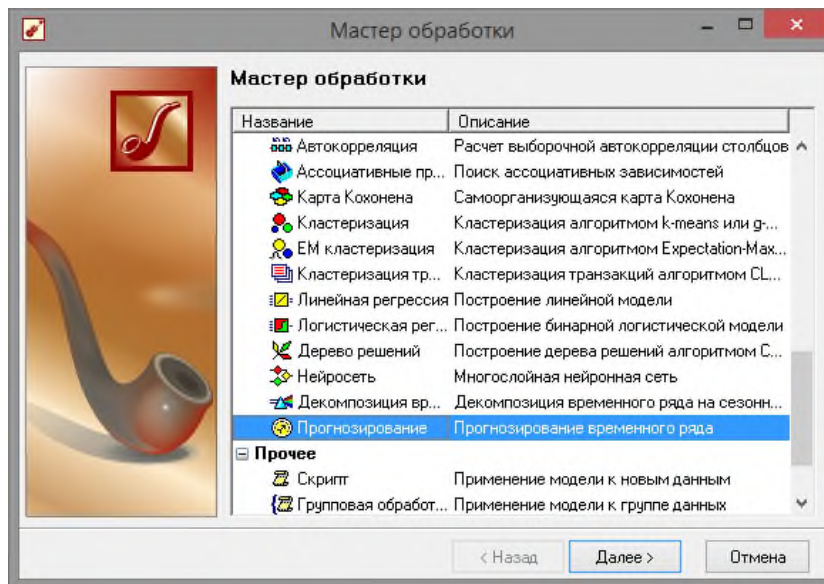 Мастер обработки
Мастер обработки
Название Описание
Автокорреляция Расчет выборочной автокорреляции столбцов
Ассоциативные пр... Поиск ассоциативных зависимостей
Карта Кохонена Самоорганизующаяся карта Кохонена
Кластеризация Кластеризация алгоритмом k-means или g-...
EM кластеризация Кластеризация алгоритмом Expectation-Max...
Кластеризация тр... Кластеризация транзакций алгоритмом CL...
Линейная регрессия Построение линейной модели
Логистическая рег... Построение бинарной логистической модели
Дерево решений Построение дерева решений алгоритмом C...
Нейросеть Многослойная нейронная сеть
Декомпозиция вр... Декомпозиция временного ряда на сезонн...
Прогнозирование Прогнозирование временного ряда
Прочее
Скрипт Применение модели к новым данным
Групповая обработ... Применение модели к группе данных
< Назад Далее > Отмена